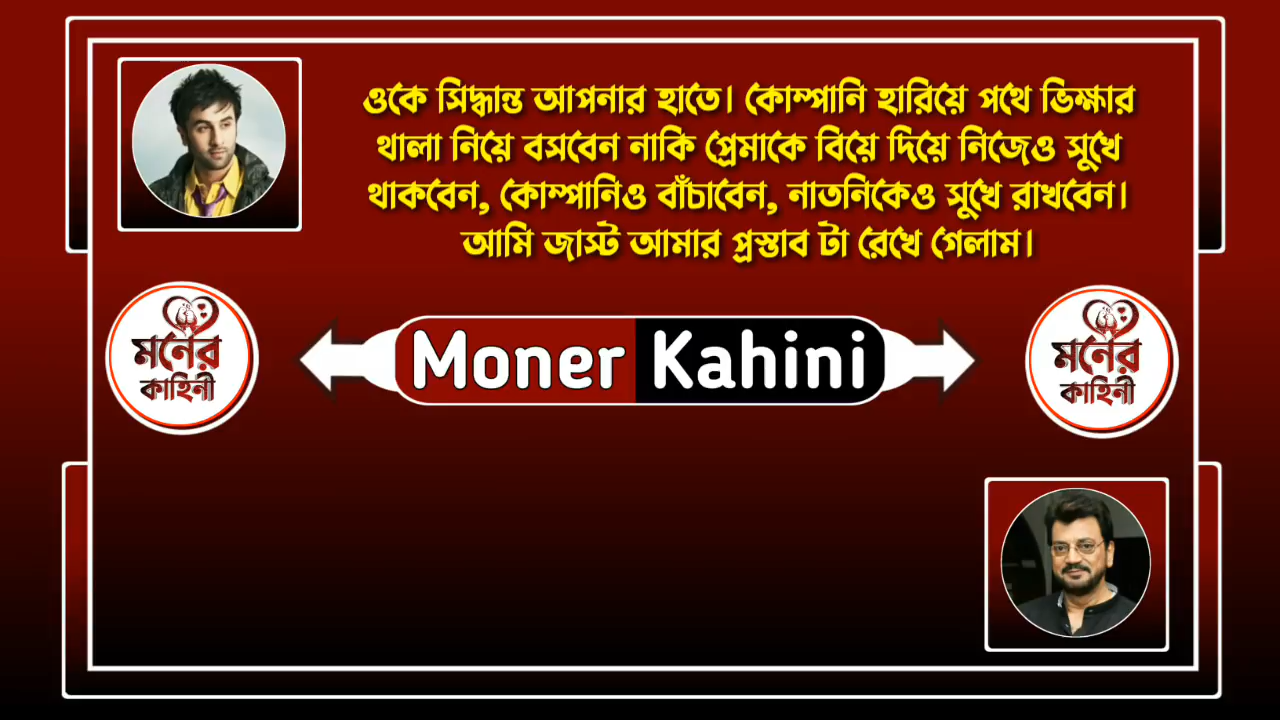 ওকে সিদ্ধান্ত আপনার হাতে। কোম্পানি হারিয়ে পথে ভিক্ষার
থালা নিয়ে বসবেন নাকি প্রেমাকে বিয়ে দিয়ে নিজেও সুখে
থাকবেন, কোম্পানিও বাঁচাবেন, নাতনিকেও সুখে রাখবেন।
আমি জাস্ট আমার প্রস্তাব টা রেখে গেলাম।
মনের
কাহিনী
Moner Kahini
মনের
কাহিনী